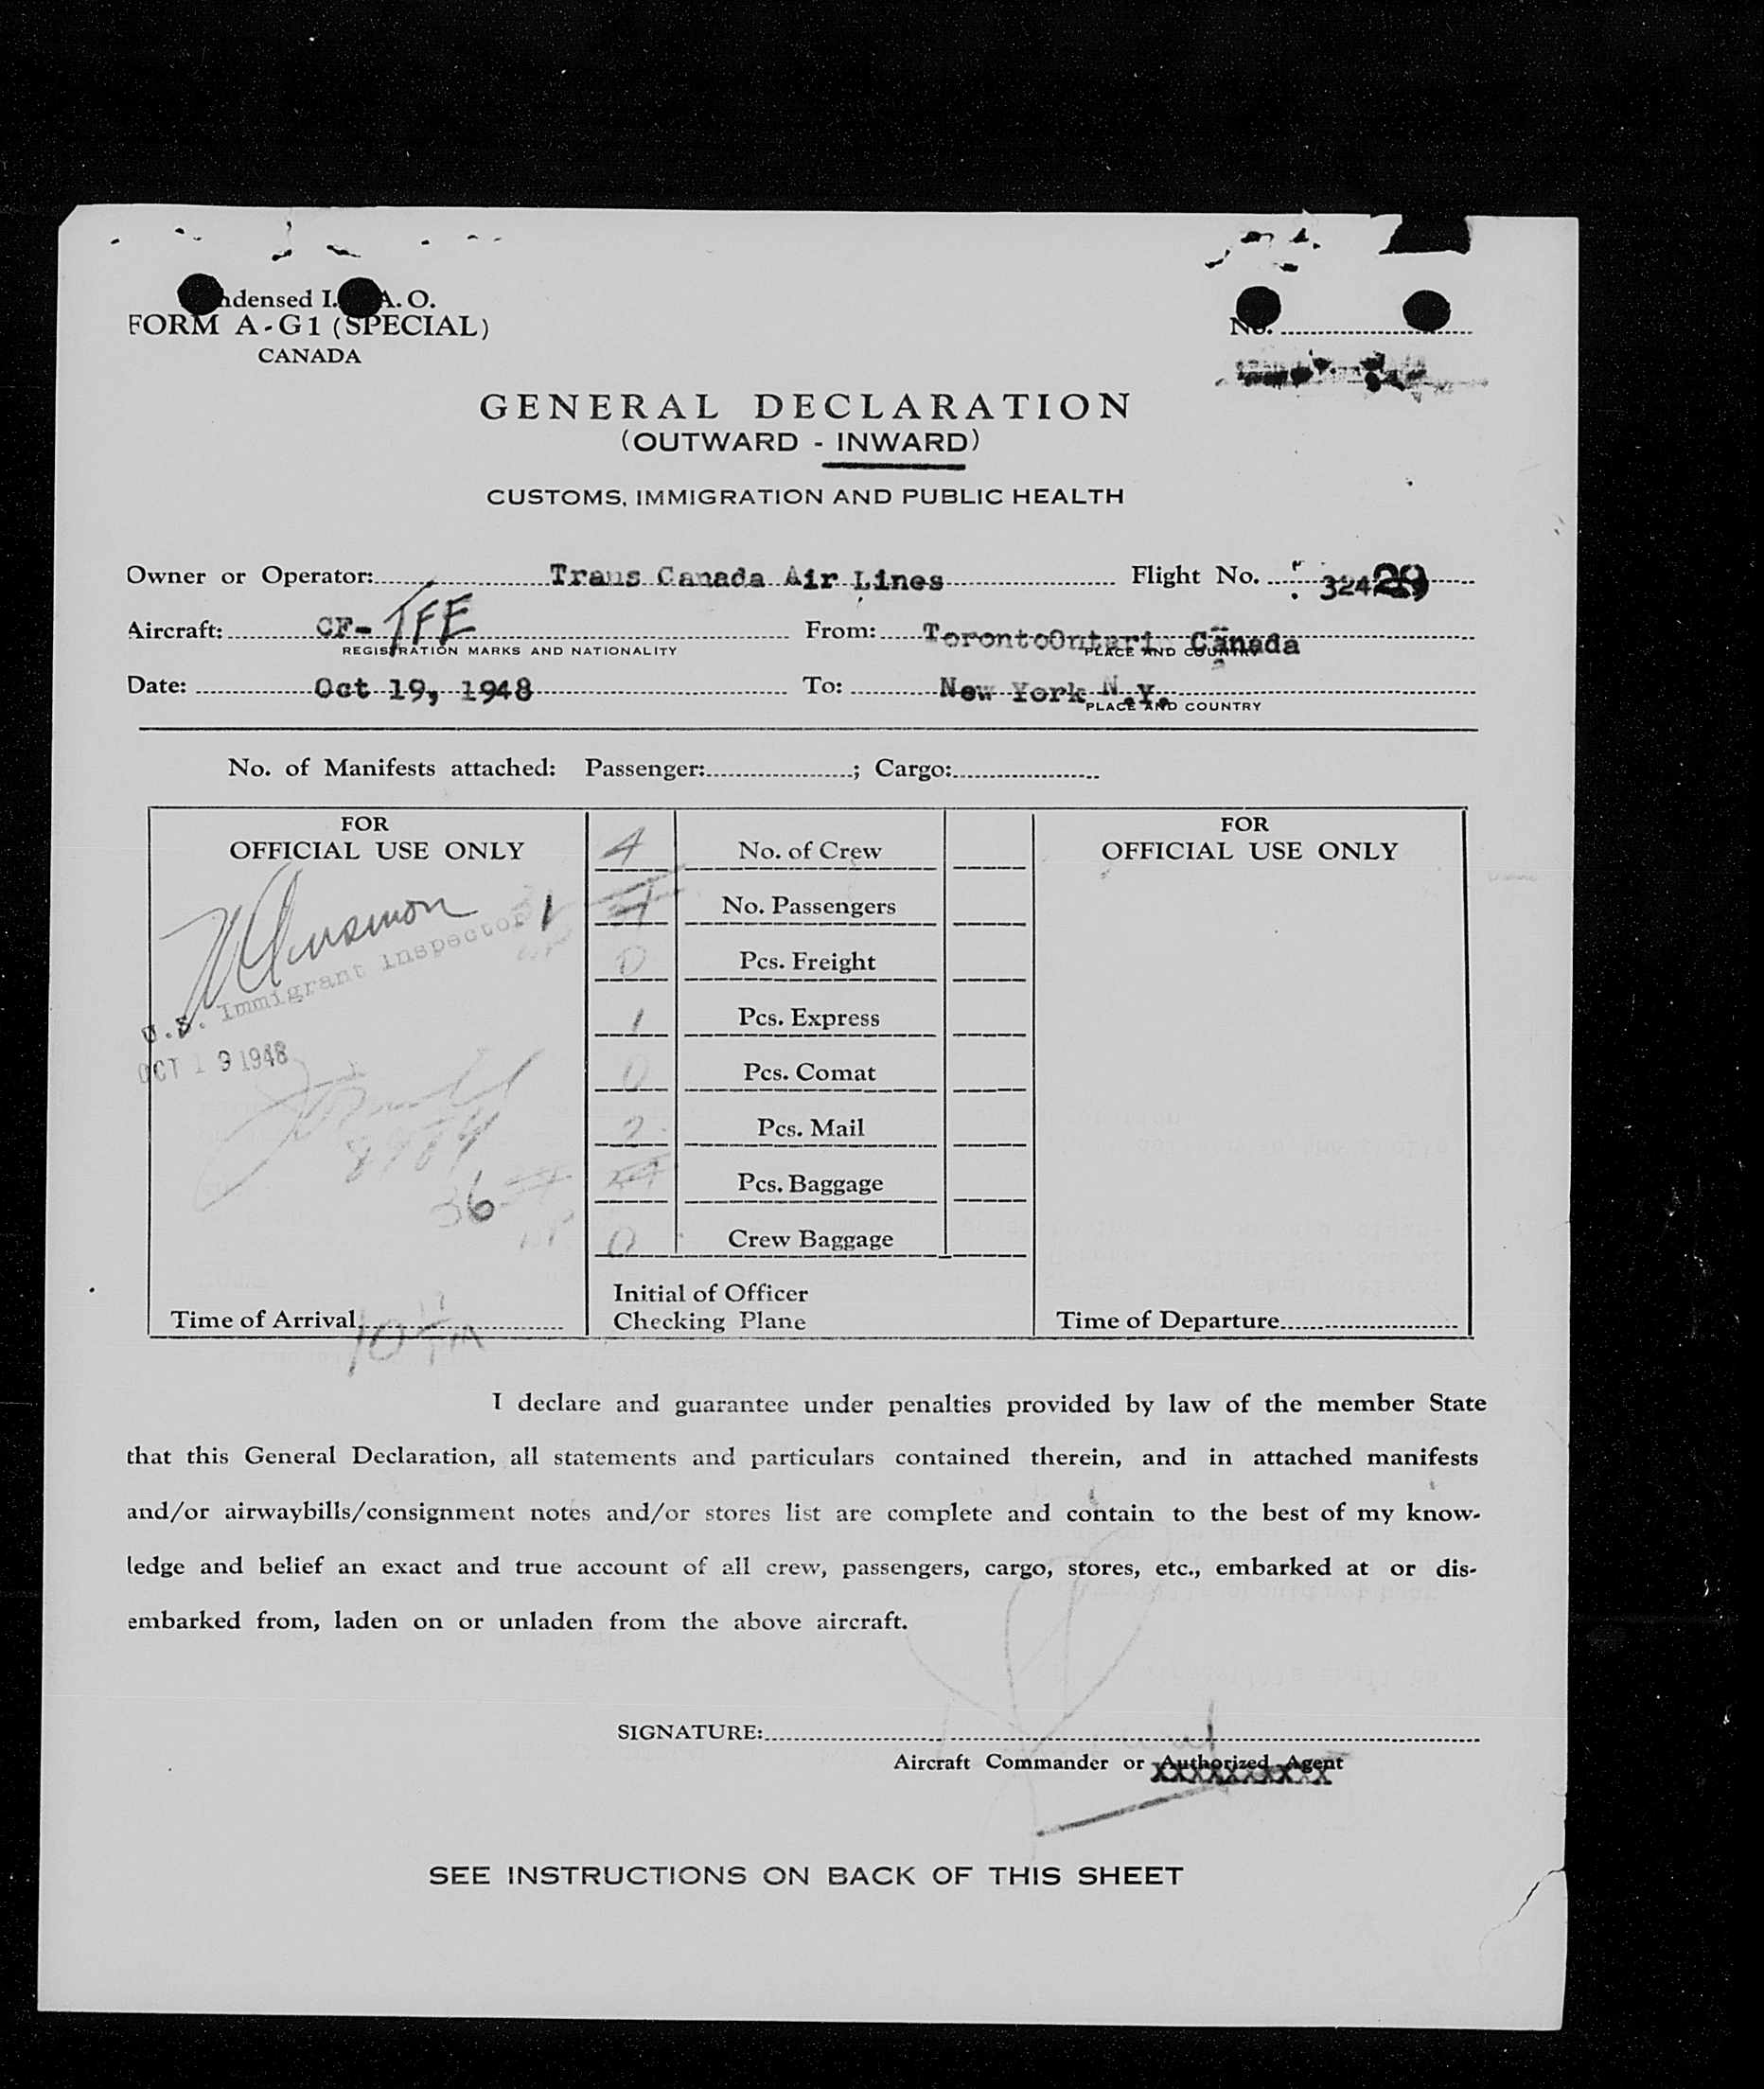 ndensed I. A. O.
FORM A-G1 (SPECIAL)
CANADA
No.
GENERAL DECLARATION
(OUTWARD - INWARD)
CUSTOMS, IMMIGRATION AND PUBLIC HEALTH
Owner or Operator: Trans Canada Air Lines Flight No. 324 29
Aircraft: CF-TFE From: Toronto Ontari Canada
REGISTRATION MARKS AND NATIONALITY PLACE AND COUNTRY
Date: Oct 19, 1948 To: New York N.Y.
PLACE AND COUNTRY
No. of Manifests attached: Passenger: ; Cargo:
FOR
OFFICIAL USE ONLY
U.S. Immigrant Inspector
OCT 19 1948
36
Time of Arrival 10
4 No. of Crew
1 No. Passengers
0 Pcs. Freight
1 Pcs. Express
0 Pcs. Comat
2 Pcs. Mail
Pcs. Baggage
0 Crew Baggage
Initial of Officer
Checking Plane
FOR
OFFICIAL USE ONLY
Time of Departure
I declare and guarantee under penalties provided by law of the member State
that this General Declaration, all statements and particulars contained therein, and in attached manifests
and/or airwaybills/consignment notes and/or stores list are complete and contain to the best of my know-
ledge and belief an exact and true account of all crew, passengers, cargo, stores, etc., embarked at or dis-
embarked from, laden on or unladen from the above aircraft.
SIGNATURE:
Aircraft Commander or Authorized Agent
SEE INSTRUCTIONS ON BACK OF THIS SHEET